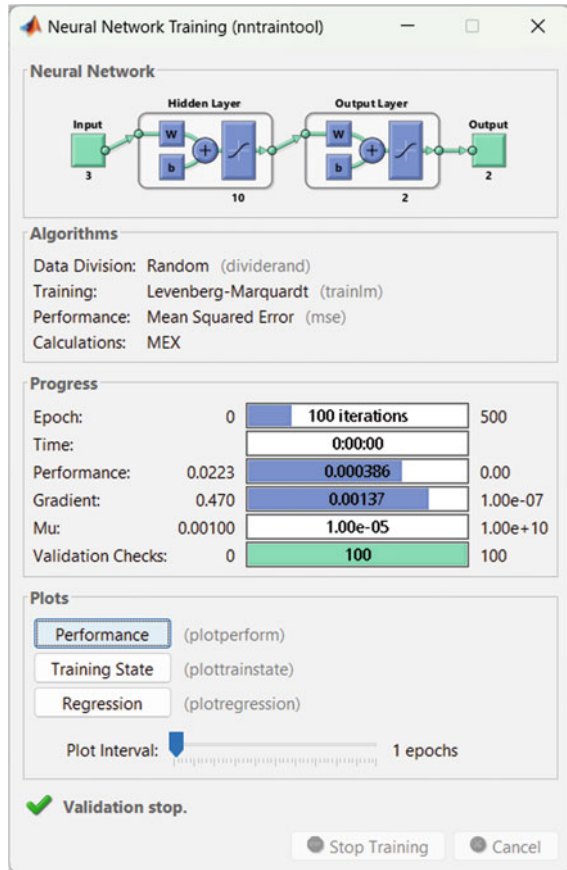 Neural Network Training (nntraintool)
Neural Network
Hidden Layer Output Layer
Input Output
W W
+ +
b b
3 10 2 2
Algorithms
Data Division: Random (dividerand)
Training: Levenberg-Marquardt (trainlm)
Performance: Mean Squared Error (mse)
Calculations: MEX
Progress
Epoch: 0 100 iterations 500
Time: 0:00:00
Performance: 0.0223 0.000386 0.00
Gradient: 0.470 0.00137 1.00e-07
Mu: 0.00100 1.00e-05 1.00e+10
Validation Checks: 0 100 100
Plots
Performance (plotperform)
Training State (plottrainstate)
Regression (plotregression)
Plot Interval: 1 epochs
Validation stop.
Stop Training Cancel